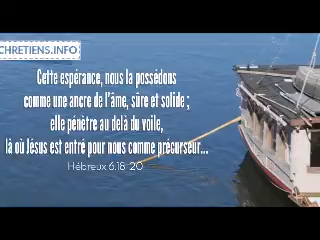 CHRETIENS.INFO
Cette espérance, nous la possédons
comme une ancre de l'âme, sûre et solide ;
elle pénètre au delà du voile,
là où Jésus est entré pour nous comme précurseur...
Hébreux 6.18-20